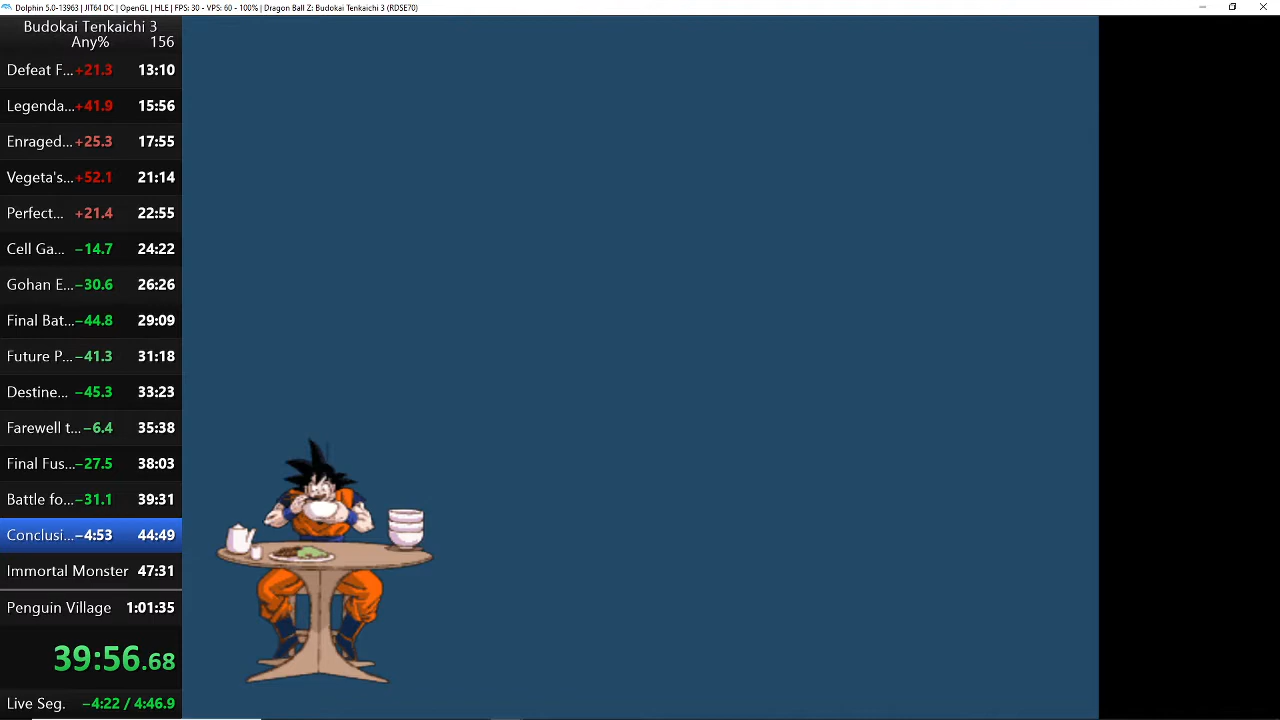 Dolphin 5.0-13963 | JIT64 DC | OpenGL | HLE | FPS: 30 - VPS: 60 - 100% | Dragon Ball Z: Budokai Tenkaichi 3 (RDSE70)
Budokai Tenkaichi 3
Any% 156
Defeat F... +21.3 13:10
Legenda... +41.9 15:56
Enraged... +25.3 17:55
Vegeta's... +52.1 21:14
Perfect... +21.4 22:55
Cell Ga... −14.7 24:22
Gohan E... −30.6 26:26
Final Bat... −44.8 29:09
Future P... −41.3 31:18
Destine... −45.3 33:23
Farewell t... −6.4 35:38
Final Fus... −27.5 38:03
Battle fo... −31.1 39:31
Conclusi... −4:53 44:49
Immortal Monster 47:31
Penguin Village 1:01:35
39:56.68
Live Seg. −4:22 / 4:46.9